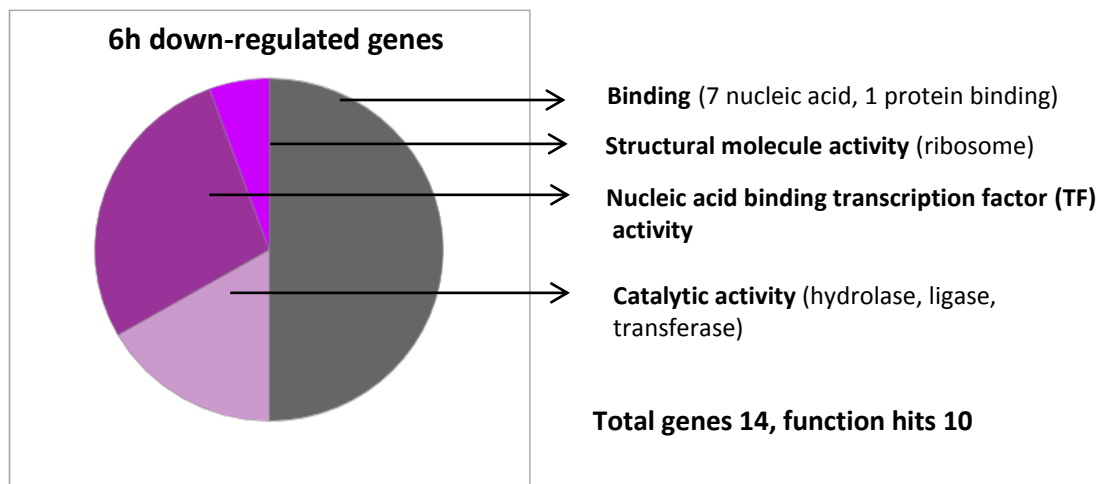 6h down-regulated genes
Binding (7 nucleic acid, 1 protein binding)
Structural molecule activity (ribosome)
Nucleic acid binding transcription factor (TF)
activity
Catalytic activity (hydrolase, ligase,
transferase)
Total genes 14, function hits 10